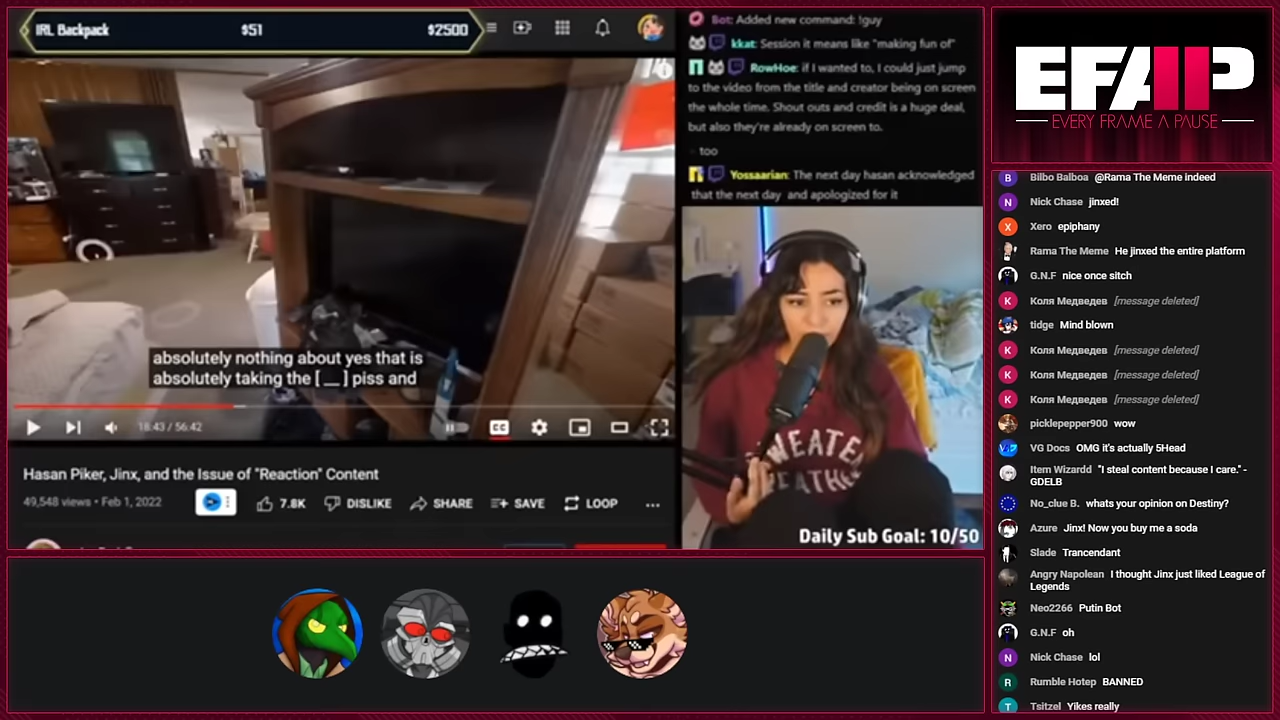 IRL Backpack $51 $2500
Bot: Added new command: !guy
kkat: Session it means like "making fun of"
RowHoe: if I wanted to, I could just jump
to the video from the title and creator being on screen
the whole time. Shout outs and credit is a huge deal,
but also they're already on screen to.
- too
Yossaarian: The next day hasan acknowledged
that the next day and apologized for it
absolutely nothing about yes that is
absolutely taking the [ __ ] piss and
18:43 / 56:42
CC
Hasan Piker, Jinx, and the Issue of "Reaction" Content
49,548 views • Feb 1, 2022
7.8K DISLIKE SHARE SAVE LOOP ...
SWEATER
WEATHER
Daily Sub Goal: 10/50
EFAP
EVERY FRAME A PAUSE
B Bilbo Balboa @Rama The Meme indeed
N Nick Chase jinxed!
X Xero epiphany
Rama The Meme He jinxed the entire platform
G.N.F nice once sitch
К Коля Медведев [message deleted]
tidge Mind blown
К Коля Медведев [message deleted]
К Коля Медведев [message deleted]
К Коля Медведев [message deleted]
picklepepper900 wow
VG Docs OMG it's actually 5Head
Item Wizardd "I steal content because I care." -
GDELB
No_clue B. whats your opinion on Destiny?
Azure Jinx! Now you buy me a soda
Slade Trancendant
Angry Napolean I thought Jinx just liked League of
Legends
Neo2266 Putin Bot
G.N.F oh
N Nick Chase lol
R Rumble Hotep BANNED
T Tsitzel Yikes really